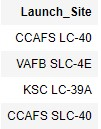 Launch_Site
CCAFS LC-40
VAFB SLC-4E
KSC LC-39A
CCAFS SLC-40